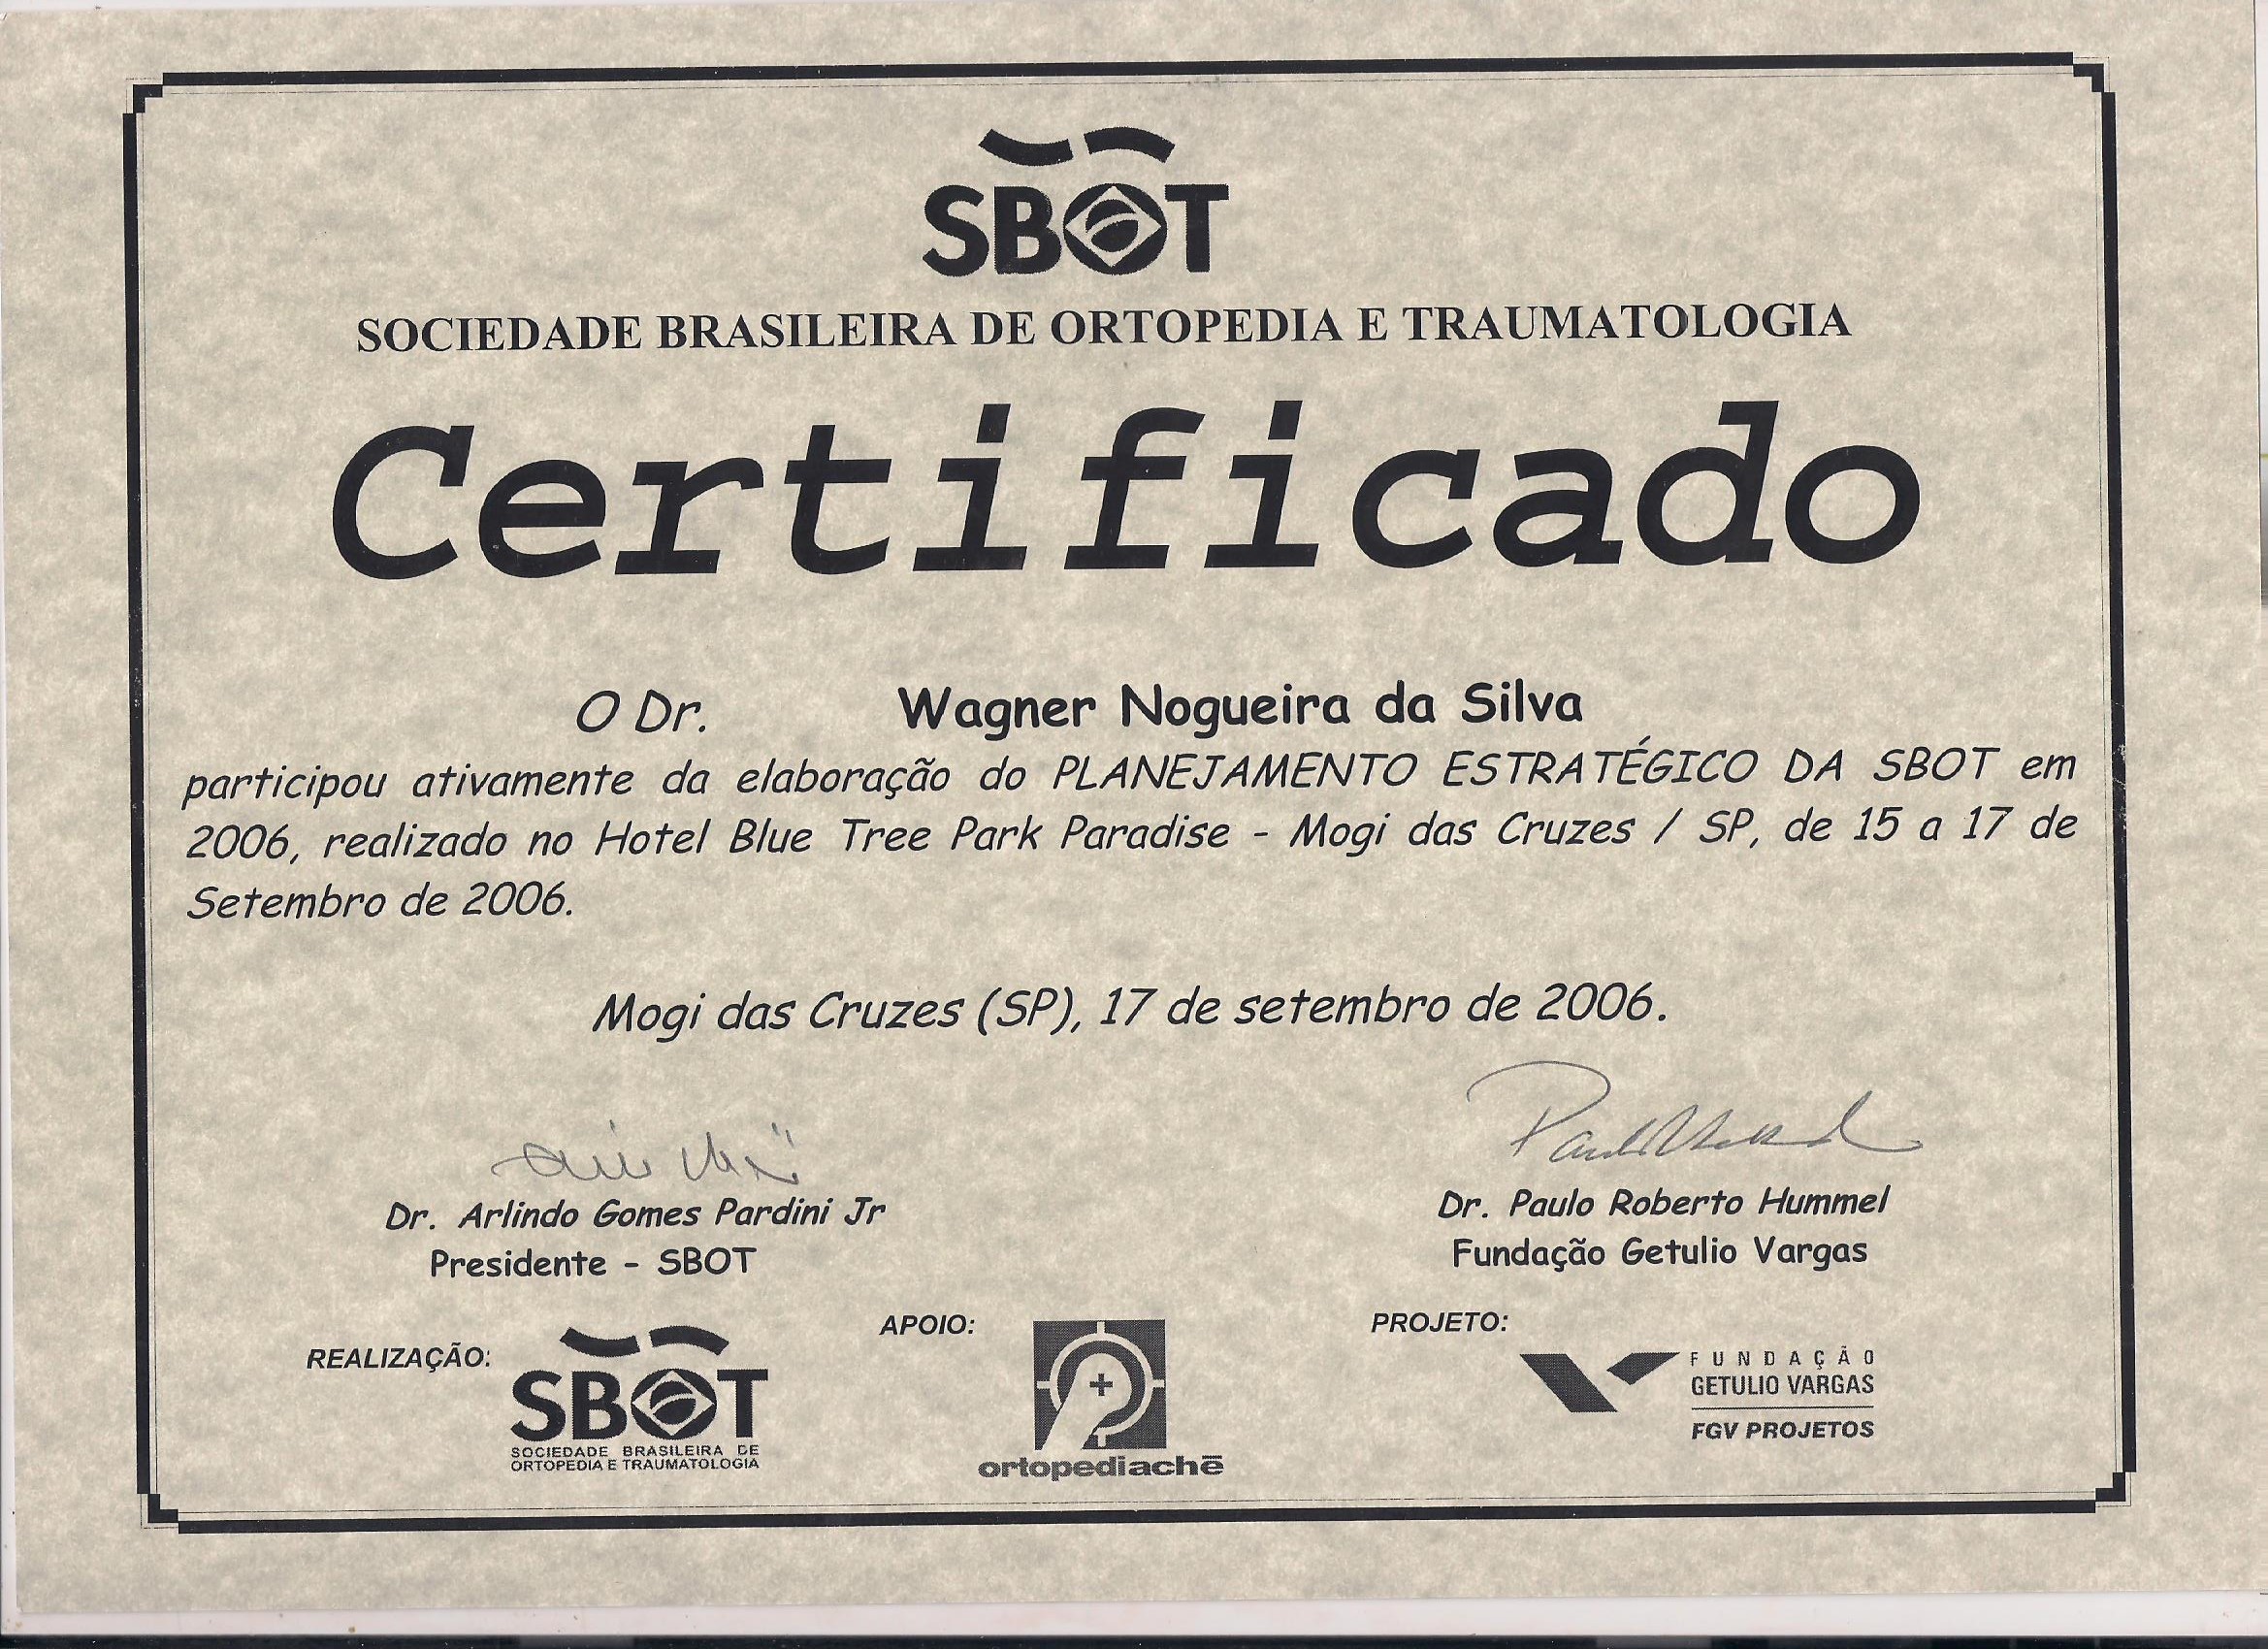 SBOT
SOCIEDADE BRASILEIRA DE ORTOPEDIA E TRAUMATOLOGIA
Certificado
O Dr. Wagner Nogueira da Silva
participou ativamente da elaboração do PLANEJAMENTO ESTRATÉGICO DA SBOT em
2006, realizado no Hotel Blue Tree Park Paradise - Mogi das Cruzes / SP, de 15 a 17 de
Setembro de 2006.
Mogi das Cruzes (SP), 17 de setembro de 2006.
Dr. Arlindo Gomes Pardini Jr
Presidente - SBOT
Dr. Paulo Roberto Hummel
Fundação Getulio Vargas
REALIZAÇÃO:
SBOT
SOCIEDADE BRASILEIRA DE
ORTOPEDIA E TRAUMATOLOGIA
APOIO:
ortopediachē
PROJETO:
FUNDAÇÃO
GETULIO VARGAS
FGV PROJETOS